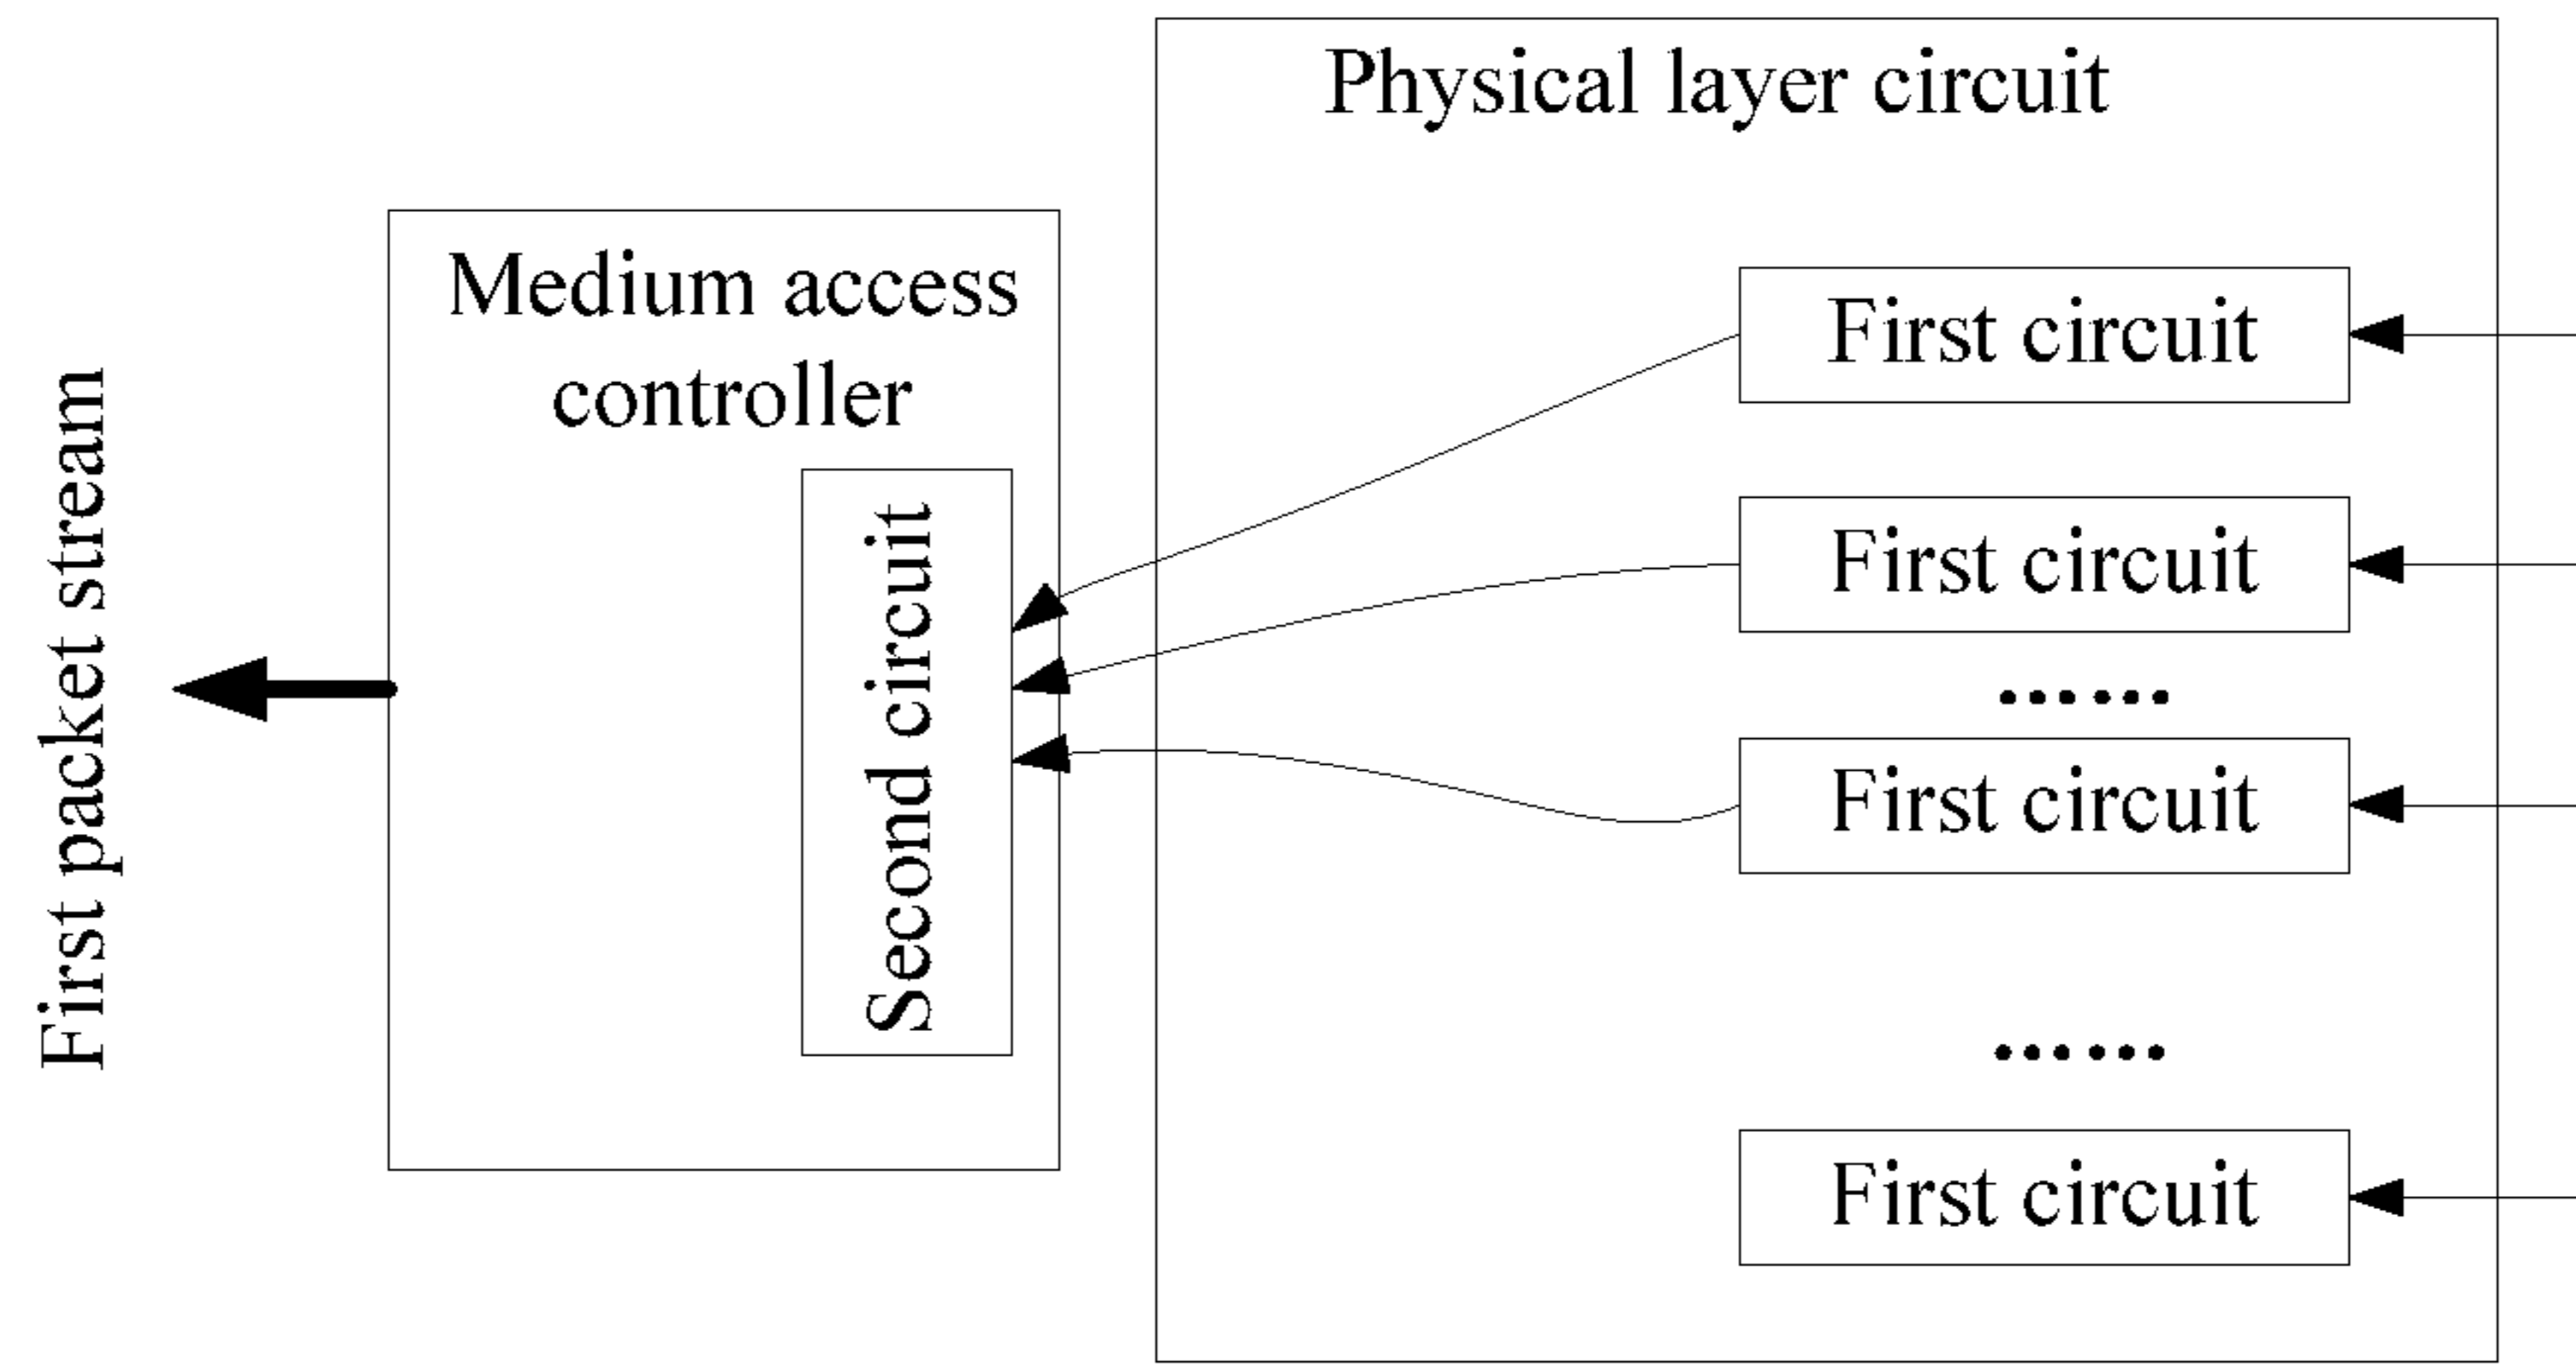 Physical layer circuit
Medium access
controller
First packet stream
Second circuit
First circuit
First circuit
......
First circuit
......
First circuit